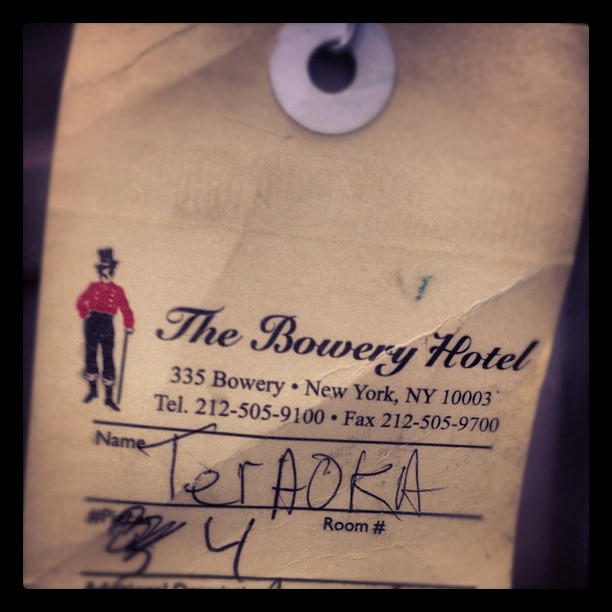 The Bowery Hotel
335 Bowery • New York, NY 10003
Tel. 212-505-9100 • Fax 212-505-9700
Name TerAOKA
Room #
4